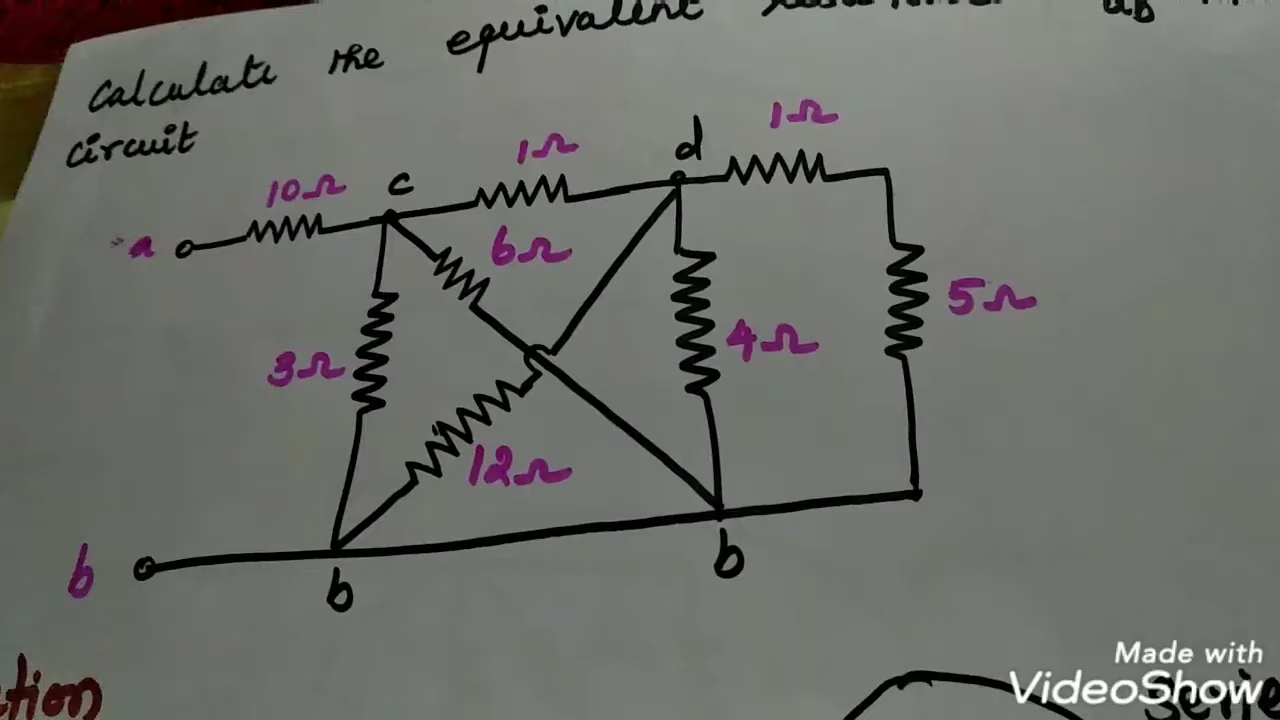 Calculate the equivalent
circuit
1Ω
1Ω
d
10Ω
c
a
6Ω
5Ω
3Ω
4Ω
12Ω
b
b
b
Made with
VideoShow